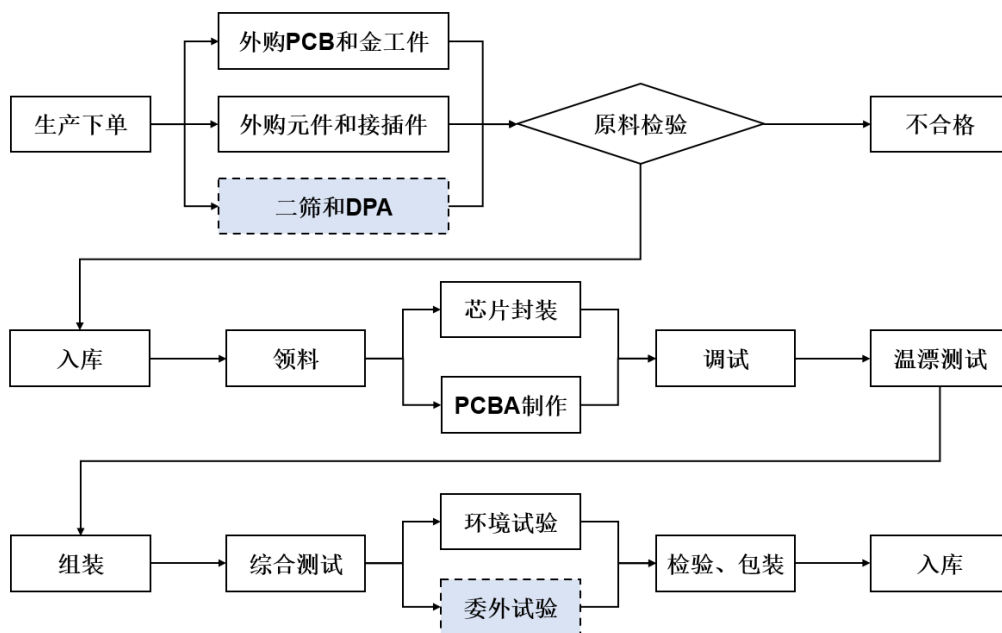 外购PCB和金工件
生产下单
外购元件和接插件
原料检验
不合格
二筛和DPA
芯片封装
入库
领料
调试
温漂测试
PCBA制作
环境试验
组装
综合测试
检验、包装
入库
委外试验